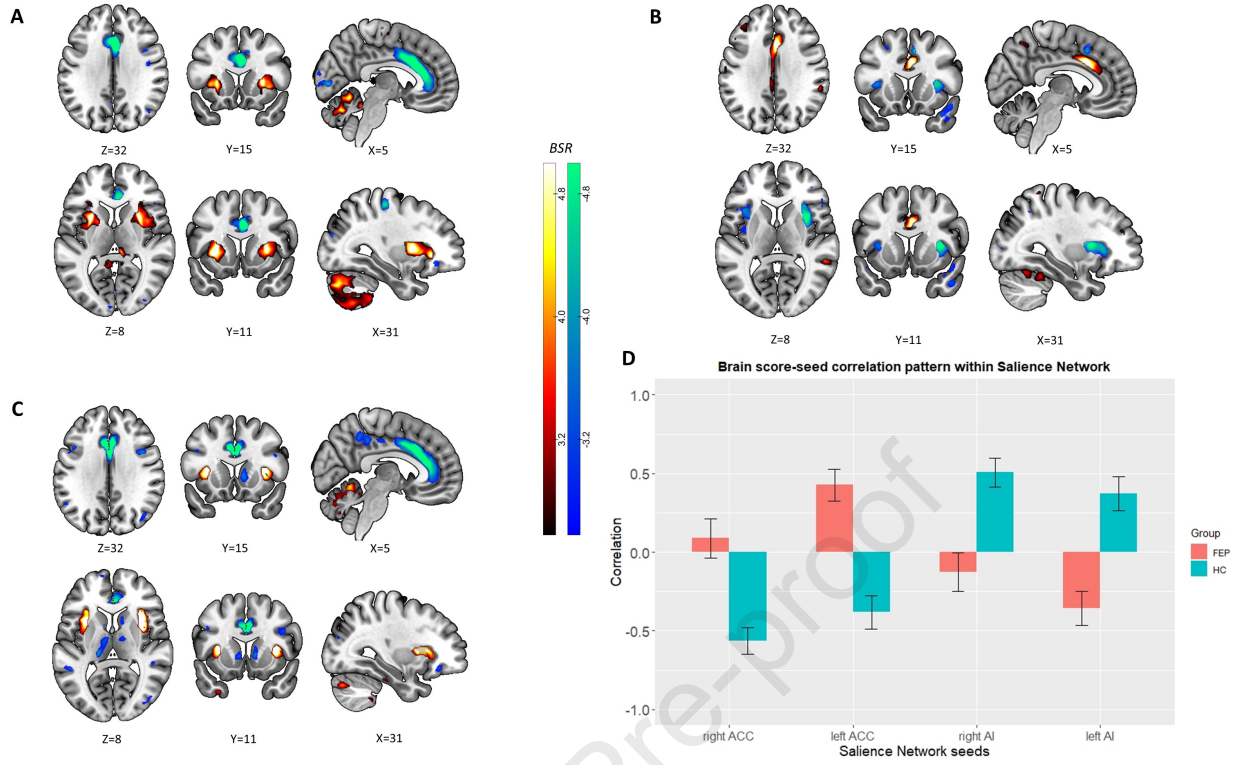 A
Z=32
Y=15
X=5
Z=8
Y=11
X=31
BSR
4.8
4.0
3.2
-4.8
-4.0
-3.2
B
Z=32
Y=15
X=5
Z=8
Y=11
X=31
C
Z=32
Y=15
X=5
Z=8
Y=11
X=31
D
Brain score-seed correlation pattern within Salience Network
Correlation
1.0
0.5
0.0
-0.5
-1.0
right ACC
left ACC
right AI
left AI
Salience Network seeds
Group
FEP
HC
Pre-proof